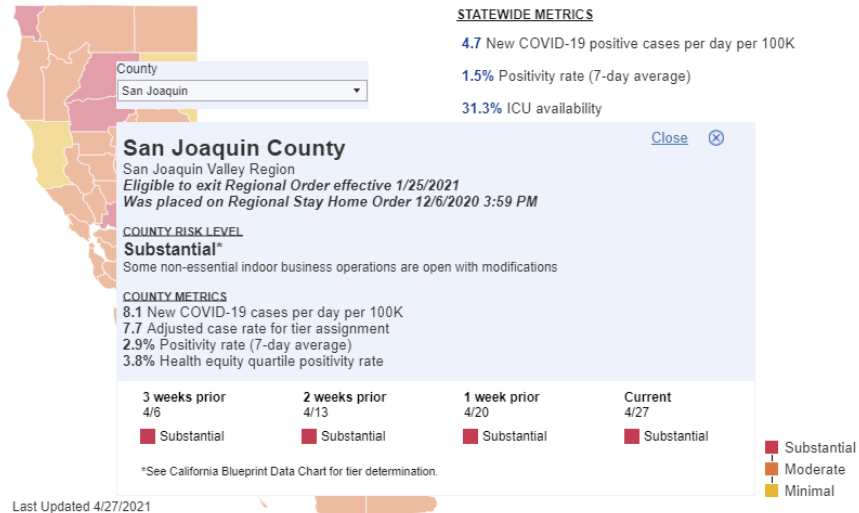 STATEWIDE METRICS
4.7 New COVID-19 positive cases per day per 100K
1.5% Positivity rate (7-day average)
31.3% ICU availability
County
San Joaquin
Close
San Joaquin County
San Joaquin Valley Region
Eligible to exit Regional Order effective 1/25/2021
Was placed on Regional Stay Home Order 12/6/2020 3:59 PM
COUNTY RISK LEVEL
Substantial*
Some non-essential indoor business operations are open with modifications
COUNTY METRICS
8.1 New COVID-19 cases per day per 100K
7.7 Adjusted case rate for tier assignment
2.9% Positivity rate (7-day average)
3.8% Health equity quartile positivity rate
3 weeks prior 2 weeks prior 1 week prior Current
4/6 4/13 4/20 4/27
Substantial Substantial Substantial Substantial
*See California Blueprint Data Chart for tier determination.
Substantial
Moderate
Minimal
Last Updated 4/27/2021